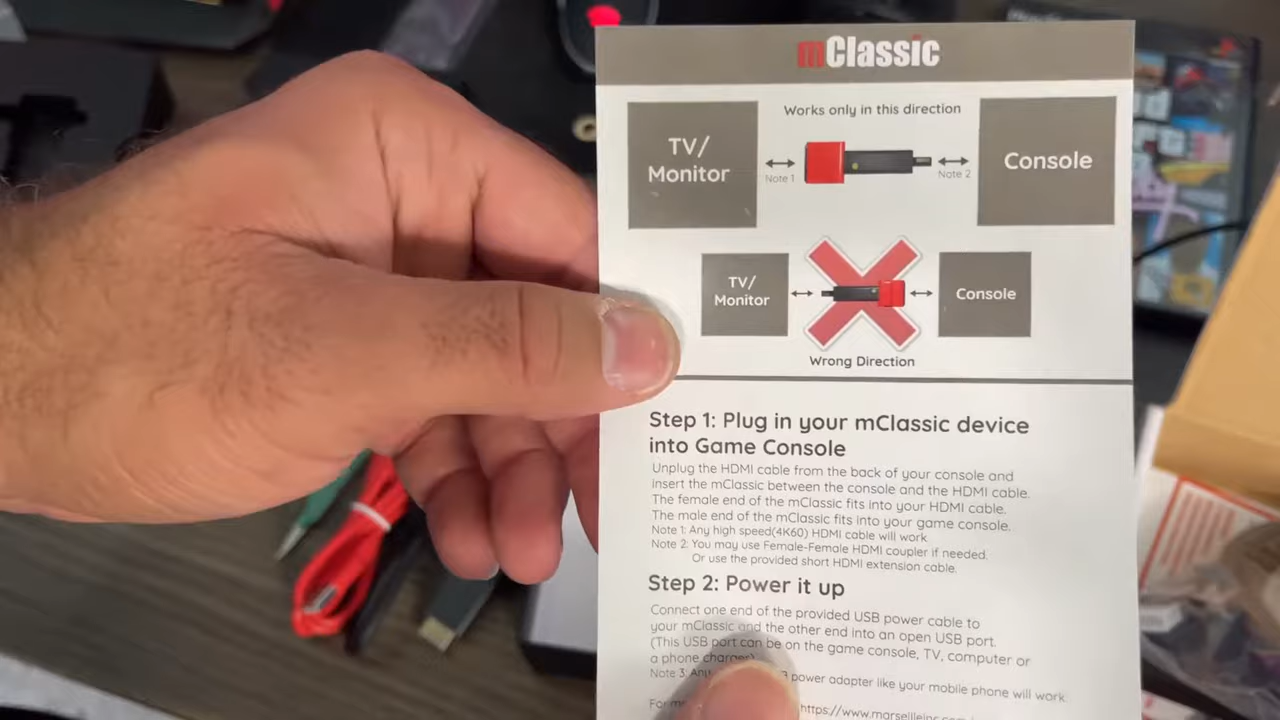 mClassic
Works only in this direction
TV/
Monitor
Note 1
Note 2
Console
TV/
Monitor
Console
Wrong Direction
Step 1: Plug in your mClassic device
into Game Console
Unplug the HDMI cable from the back of your console and
insert the mClassic between the console and the HDMI cable.
The female end of the mClassic fits into your HDMI cable.
The male end of the mClassic fits into your game console.
Note 1: Any high speed(4K60) HDMI cable will work
Note 2: You may use Female-Female HDMI coupler if needed.
Or use the provided short HDMI extension cable.
Step 2: Power it up
Connect one end of the provided USB power cable to
your mClassic and the other end into an open USB port.
(This USB port can be on the game console, TV, computer or
a phone charger)
Note 3: power adapter like your mobile phone will work.
https://www.marseilleinc